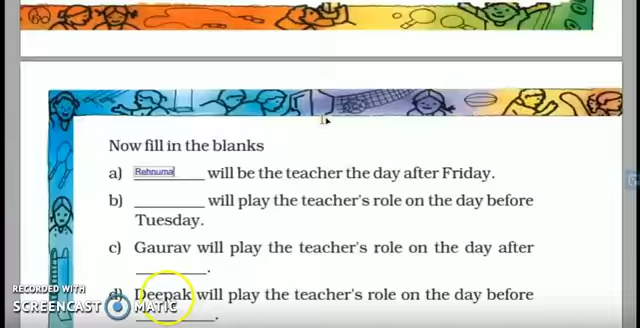 Now fill in the blanks
a) Rehnuma will be the teacher the day after Friday.
b) ________ will play the teacher's role on the day before
Tuesday.
c) Gaurav will play the teacher's role on the day after
________.
d) Deepak will play the teacher's role on the day before
________.
RECORDED WITH
SCREENCAST MATIC